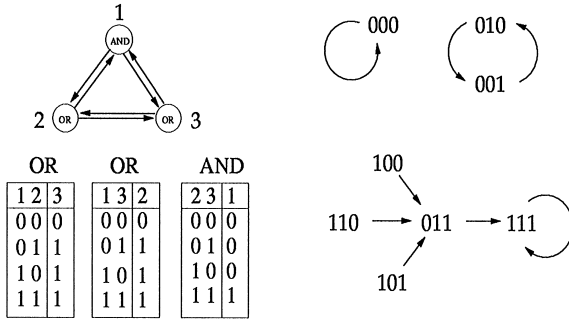 1
AND
2 OR OR 3
OR OR AND
1 2 3 1 3 2 2 3 1
0 0 0 0 0 0 0 0 0
0 1 1 0 1 1 0 1 0
1 0 1 1 0 1 1 0 0
1 1 1 1 1 1 1 1 1
000 010
001
100
110 011 111
101